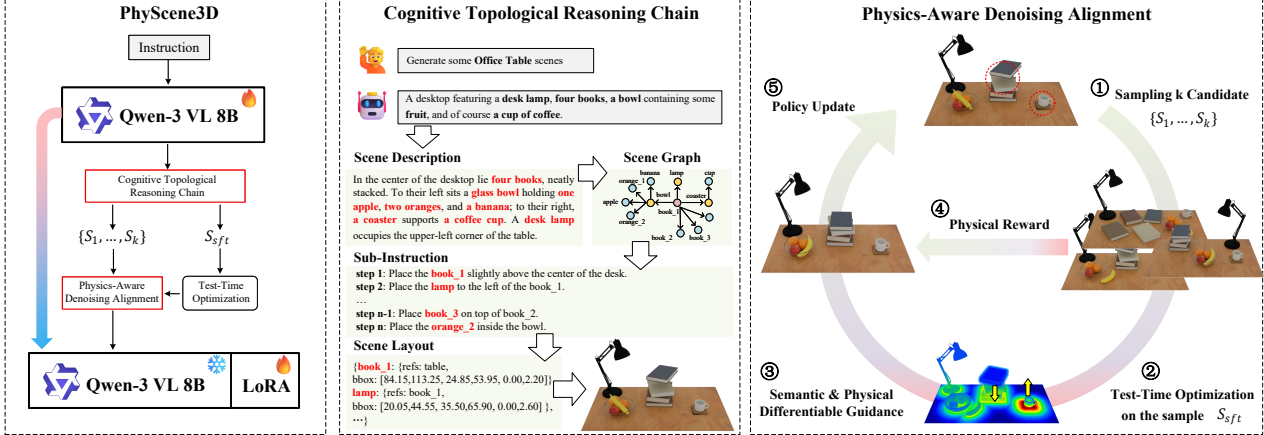 PhyScene3D
Instruction
Qwen-3 VL 8B
Cognitive Topological
Reasoning Chain
{S₁, ..., Sₖ}
S_sft
Physics-Aware
Denoising Alignment
Test-Time
Optimization
Qwen-3 VL 8B
LoRA
Cognitive Topological Reasoning Chain
Generate some Office Table scenes
A desktop featuring a desk lamp, four books, a bowl containing some
fruit, and of course a cup of coffee.
Scene Description
In the center of the desktop lie four books, neatly
stacked. To their left sits a glass bowl holding one
apple, two oranges, and a banana; to their right,
a coaster supports a coffee cup. A desk lamp
occupies the upper-left corner of the table.
Scene Graph
banana
lamp
cup
orange_1
bowl
coaster
apple
book_1
orange_2
book_2
book_3
Sub-Instruction
step 1: Place the book_1 slightly above the center of the desk.
step 2: Place the lamp to the left of the book_1.
...
step n-1: Place book_3 on top of book_2.
step n: Place the orange_2 inside the bowl.
Scene Layout
{book_1: {refs: table,
bbox: [84.15,113.25, 24.85,53.95, 0.00,2.20]}
lamp: {refs: book_1,
bbox: [20.05,44.55, 35.50,65.90, 0.00,2.60] },
...}
Physics-Aware Denoising Alignment
①
Sampling k Candidate
{S₁, ..., Sₖ}
②
Test-Time Optimization
on the sample S_sft
③
Semantic & Physical
Differentiable Guidance
④
Physical Reward
⑤
Policy Update